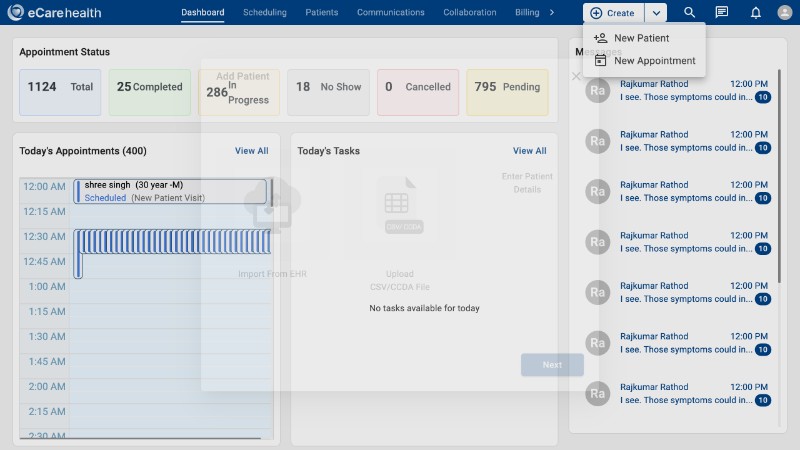 eCarehealth
Dashboard Scheduling Patients Communications Collaboration Billing
Create
New Patient
New Appointment
Appointment Status
1124 Total
25 Completed
286 In Progress
18 No Show
0 Cancelled
795 Pending
Add Patient
Today's Appointments (400) View All
12:00 AM
shree singh (30 year -M)
Scheduled (New Patient Visit)
12:15 AM
12:30 AM
12:45 AM
1:00 AM
1:15 AM
1:30 AM
1:45 AM
2:00 AM
2:15 AM
2:30 AM
Today's Tasks View All
Enter Patient
Details
CSV/CCDA
Import From EHR
Upload
CSV/CCDA File
No tasks available for today
Next
Messages
Ra Rajkumar Rathod 12:00 PM
I see. Those symptoms could in... 10
Ra Rajkumar Rathod 12:00 PM
I see. Those symptoms could in... 10
Ra Rajkumar Rathod 12:00 PM
I see. Those symptoms could in... 10
Ra Rajkumar Rathod 12:00 PM
I see. Those symptoms could in... 10
Ra Rajkumar Rathod 12:00 PM
I see. Those symptoms could in... 10
Ra Rajkumar Rathod 12:00 PM
I see. Those symptoms could in... 10
Ra Rajkumar Rathod 12:00 PM
I see. Those symptoms could in... 10